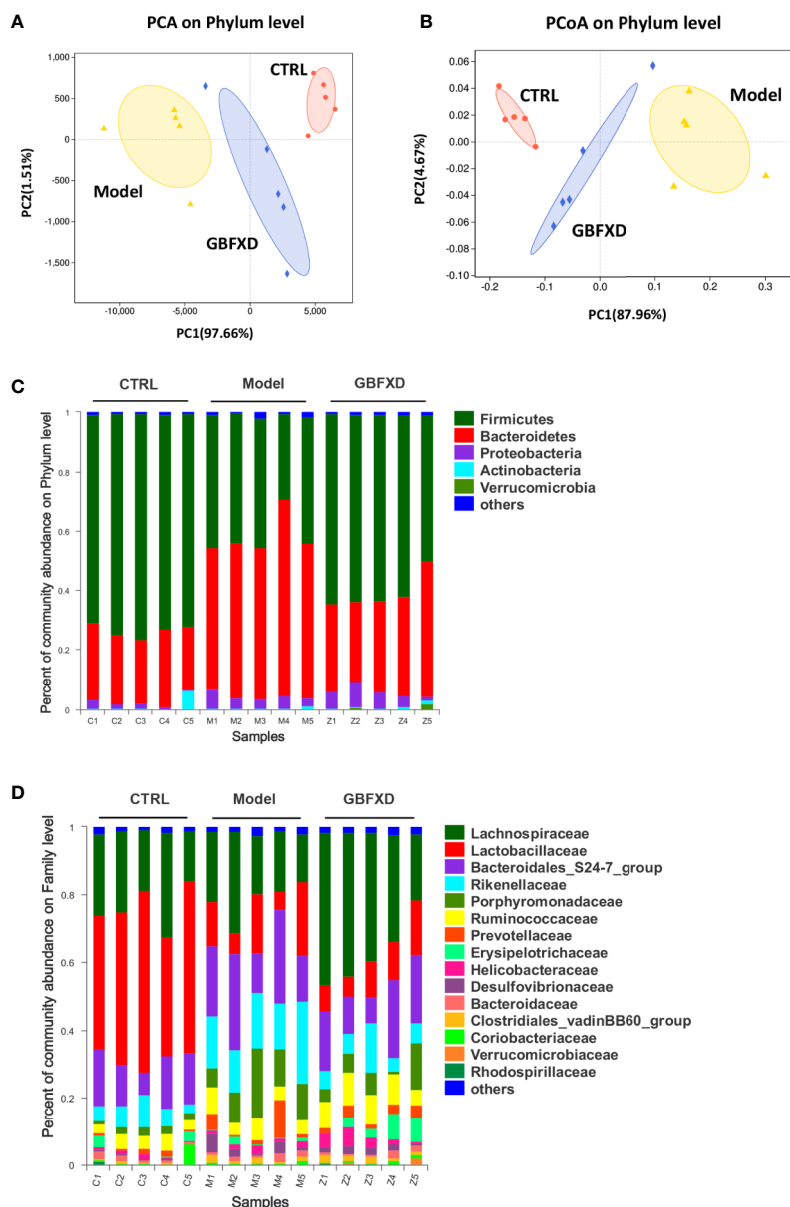 A
PCA on Phylum level
1,000
500
0
-500
-1,000
-1,500
PC2(1.51%)
CTRL
Model
GBFXD
-10,000
-5,000
0
5,000
PC1(97.66%)
B
PCoA on Phylum level
0.06
0.04
0.02
0.00
-0.02
-0.04
-0.06
-0.08
-0.10
PC2(4.67%)
CTRL
Model
GBFXD
-0.2
-0.1
0.0
0.1
0.2
0.3
PC1(87.96%)
C
CTRL
Model
GBFXD
Percent of community abundance on Phylum level
1
0.8
0.6
0.4
0.2
0
C1 C2 C3 C4 C5 M1 M2 M3 M4 M5 Z1 Z2 Z3 Z4 Z5
Samples
Firmicutes
Bacteroidetes
Proteobacteria
Actinobacteria
Verrucomicrobia
others
D
CTRL
Model
GBFXD
Percent of community abundance on Family level
1
0.8
0.6
0.4
0.2
0
C1 C2 C3 C4 C5 M1 M2 M3 M4 M5 Z1 Z2 Z3 Z4 Z5
Samples
Lachnospiraceae
Lactobacillaceae
Bacteroidales_S24-7_group
Rikenellaceae
Porphyromonadaceae
Ruminococcaceae
Prevotellaceae
Erysipelotrichaceae
Helicobacteraceae
Desulfovibrionaceae
Bacteroidaceae
Clostridiales_vadinBB60_group
Coriobacteriaceae
Verrucomicrobiaceae
Rhodospirillaceae
others